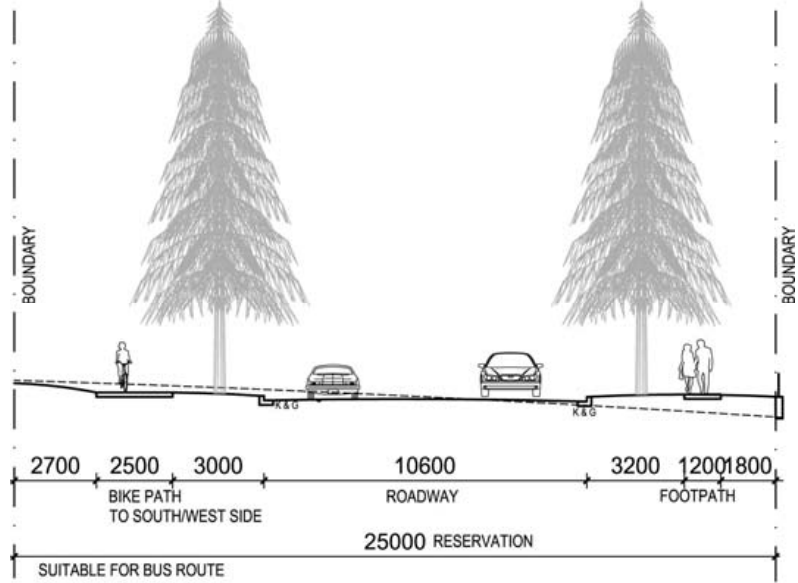 BOUNDARY
BOUNDARY
K & G
K & G
2700 2500 3000 10600 3200 1200 1800
BIKE PATH
TO SOUTH/WEST SIDE
ROADWAY
FOOTPATH
25000 RESERVATION
SUITABLE FOR BUS ROUTE